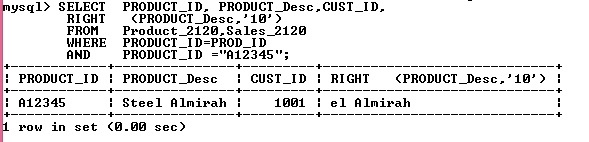 mysql> SELECT  PRODUCT_ID, PRODUCT_Desc,CUST_ID,
RIGHT   (PRODUCT_Desc,'10')
FROM   Product_2120,Sales_2120
WHERE  PRODUCT_ID=PROD_ID
AND    PRODUCT_ID ="A12345";
+------------+---------------+---------+----------------------------+
| PRODUCT_ID | PRODUCT_Desc  | CUST_ID | RIGHT   (PRODUCT_Desc,'10') |
+------------+---------------+---------+----------------------------+
| A12345     | Steel Almirah |    1001 | el Almirah                 |
+------------+---------------+---------+----------------------------+
1 row in set (0.00 sec)